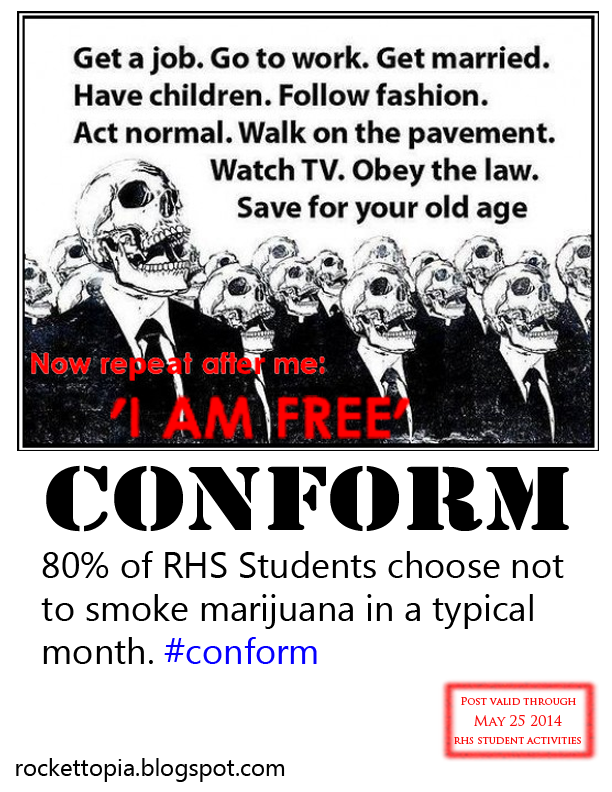 Get a job. Go to work. Get married.
Have children. Follow fashion.
Act normal. Walk on the pavement.
Watch TV. Obey the law.
Save for your old age
Now repeat after me:
'I AM FREE'
CONFORM
80% of RHS Students choose not
to smoke marijuana in a typical
month. #conform
Post valid through
May 25 2014
RHS Student Activities
rockettopia.blogspot.com